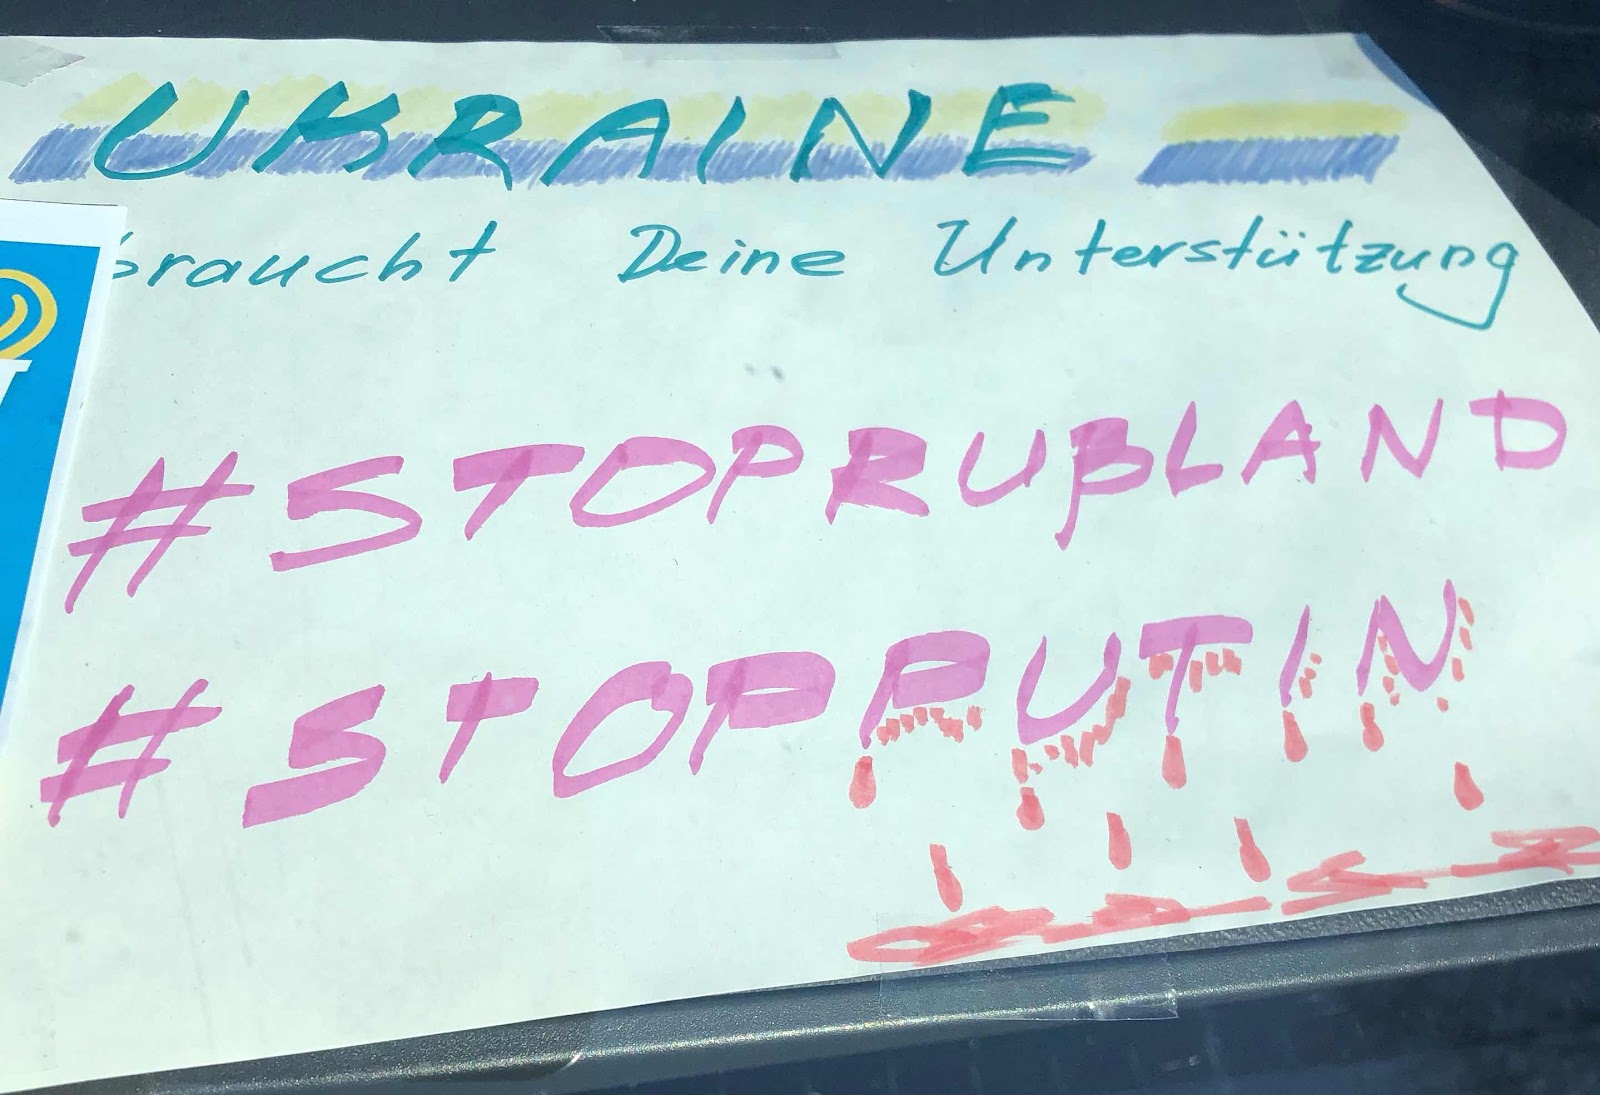 UKRAINE
braucht Deine Unterstützung
#STOPRUßLAND
#STOPPUTIN